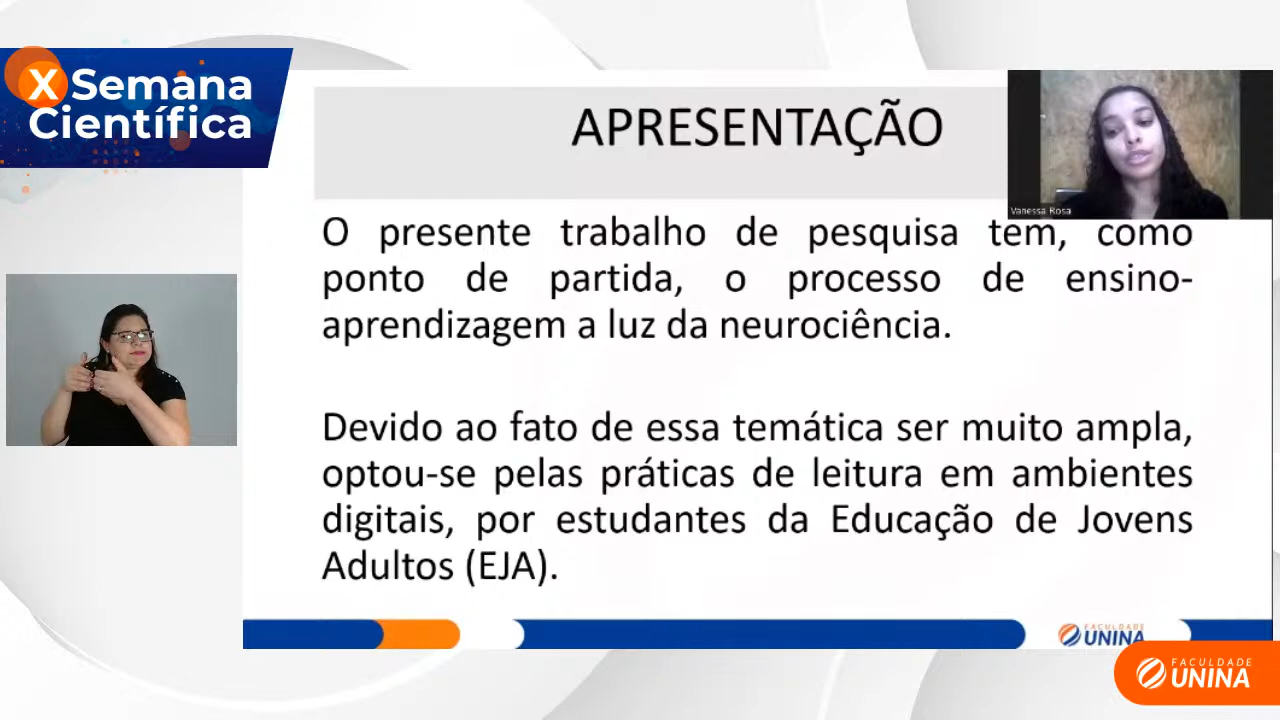 X Semana
Científica
APRESENTAÇÃO
Vanessa Rosa
O presente trabalho de pesquisa tem, como
ponto de partida, o processo de ensino-
aprendizagem a luz da neurociência.
Devido ao fato de essa temática ser muito ampla,
optou-se pelas práticas de leitura em ambientes
digitais, por estudantes da Educação de Jovens
Adultos (EJA).
FACULDADE
UNINA
FACULDADE
UNINA